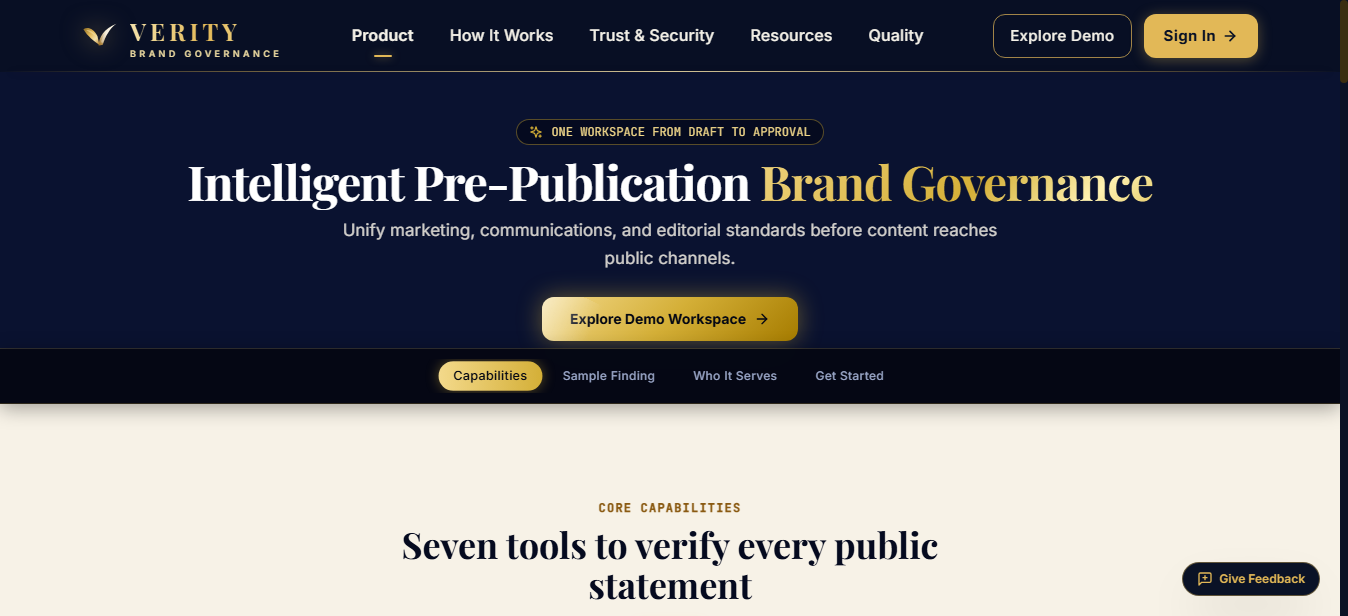 VERITY
BRAND GOVERNANCE
Product
How It Works
Trust & Security
Resources
Quality
Explore Demo
Sign In
ONE WORKSPACE FROM DRAFT TO APPROVAL
Intelligent Pre-Publication Brand Governance
Unify marketing, communications, and editorial standards before content reaches
public channels.
Explore Demo Workspace
Capabilities
Sample Finding
Who It Serves
Get Started
CORE CAPABILITIES
Seven tools to verify every public
statement
Give Feedback